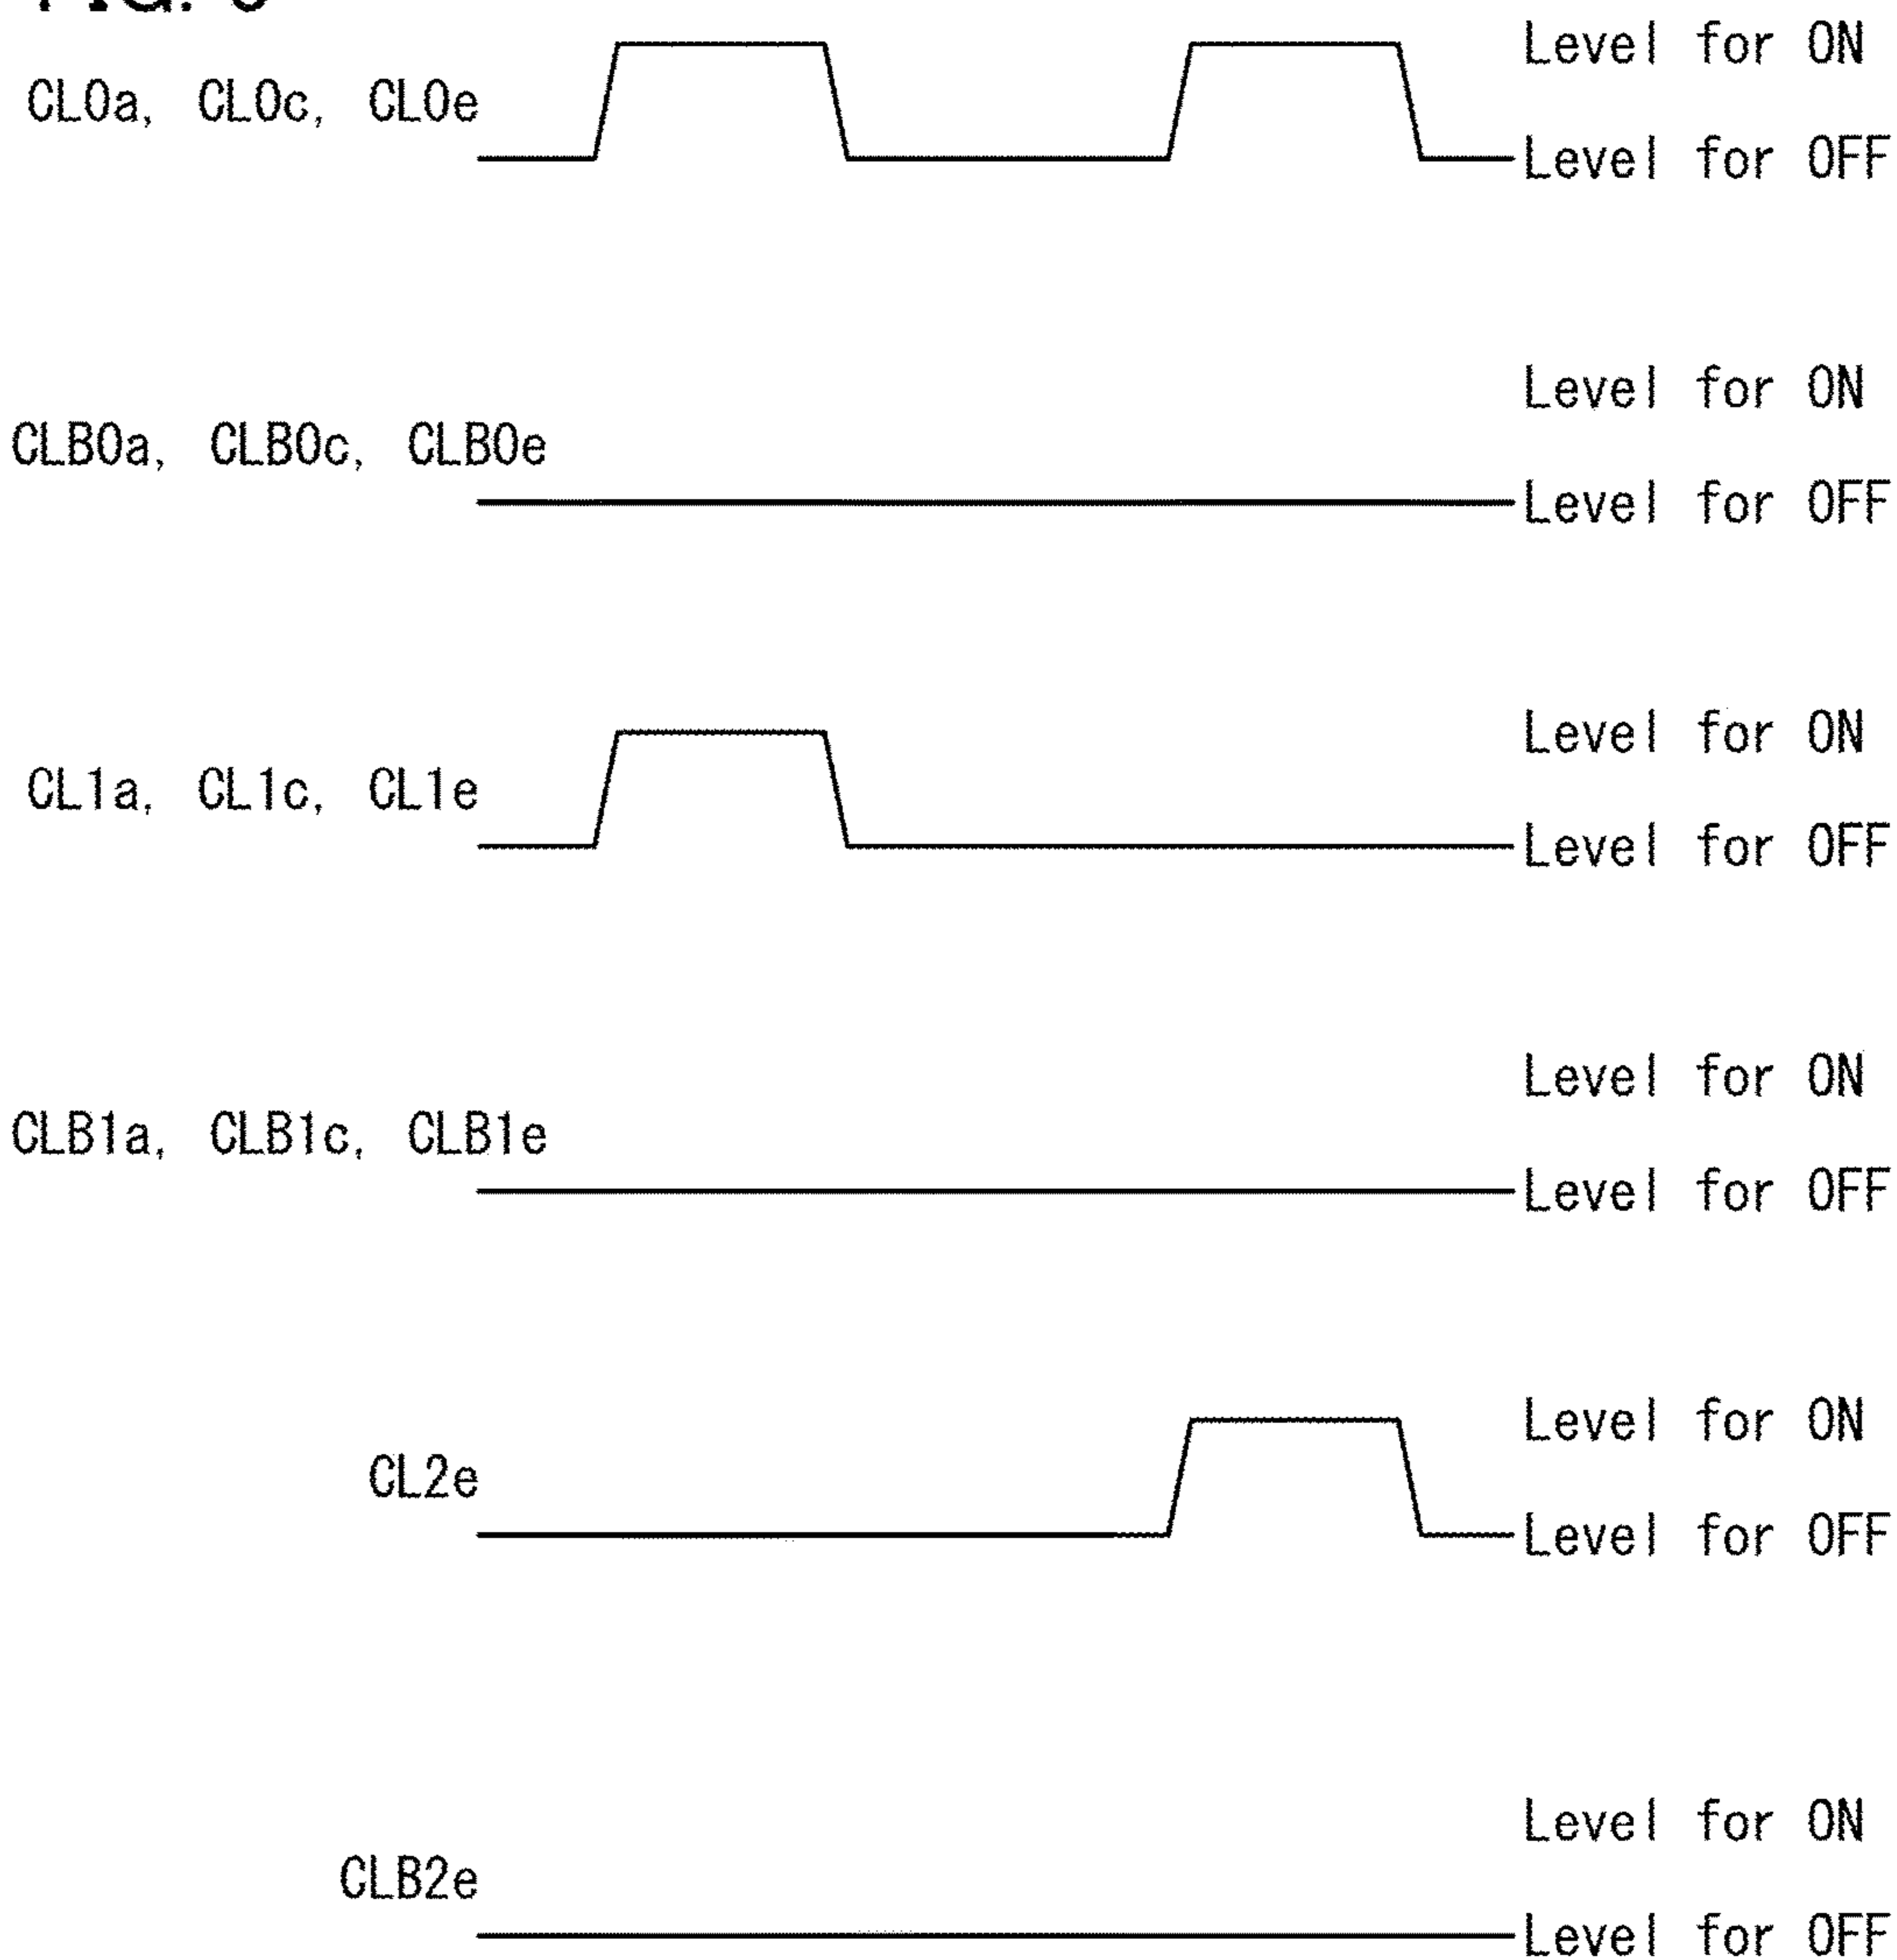 Level for ON
CL0a, CL0c, CL0e
Level for OFF
Level for ON
CLB0a, CLB0c, CLB0e
Level for OFF
Level for ON
CL1a, CL1c, CL1e
Level for OFF
Level for ON
CLB1a, CLB1c, CLB1e
Level for OFF
Level for ON
CL2e
Level for OFF
Level for ON
CLB2e
Level for OFF